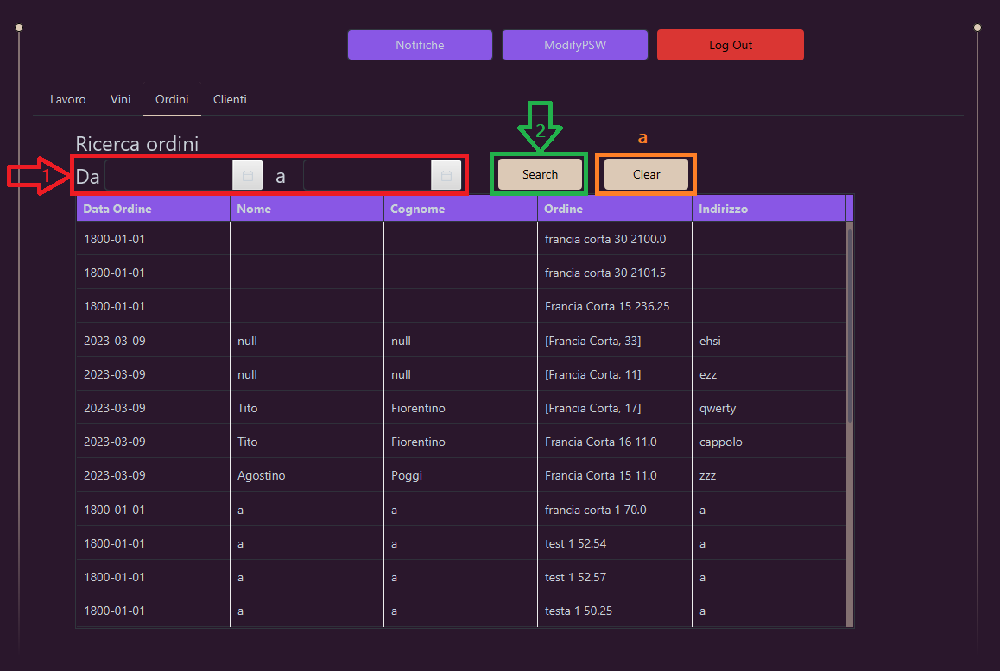 Notifiche ModifyPSW Log Out
Lavoro Vini Ordini Clienti
Ricerca ordini
2
a
1 Da a Search Clear
Data Ordine Nome Cognome Ordine Indirizzo
1800-01-01 francia corta 30 2100.0
1800-01-01 francia corta 30 2101.5
1800-01-01 Francia Corta 15 236.25
2023-03-09 null null [Francia Corta, 33] ehsi
2023-03-09 null null [Francia Corta, 11] ezz
2023-03-09 Tito Fiorentino [Francia Corta, 17] qwerty
2023-03-09 Tito Fiorentino Francia Corta 16 11.0 cappolo
2023-03-09 Agostino Poggi Francia Corta 15 11.0 zzz
1800-01-01 a a francia corta 1 70.0 a
1800-01-01 a a test 1 52.54 a
1800-01-01 a a test 1 52.57 a
1800-01-01 a a testa 1 50.25 a